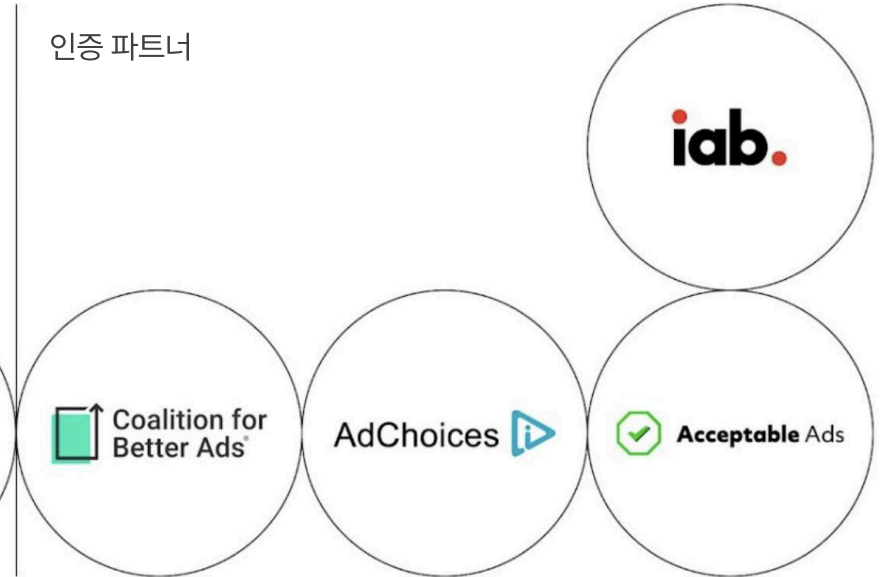 인증 파트너
iab.
Coalition for
Better Ads®
AdChoices
Acceptable Ads